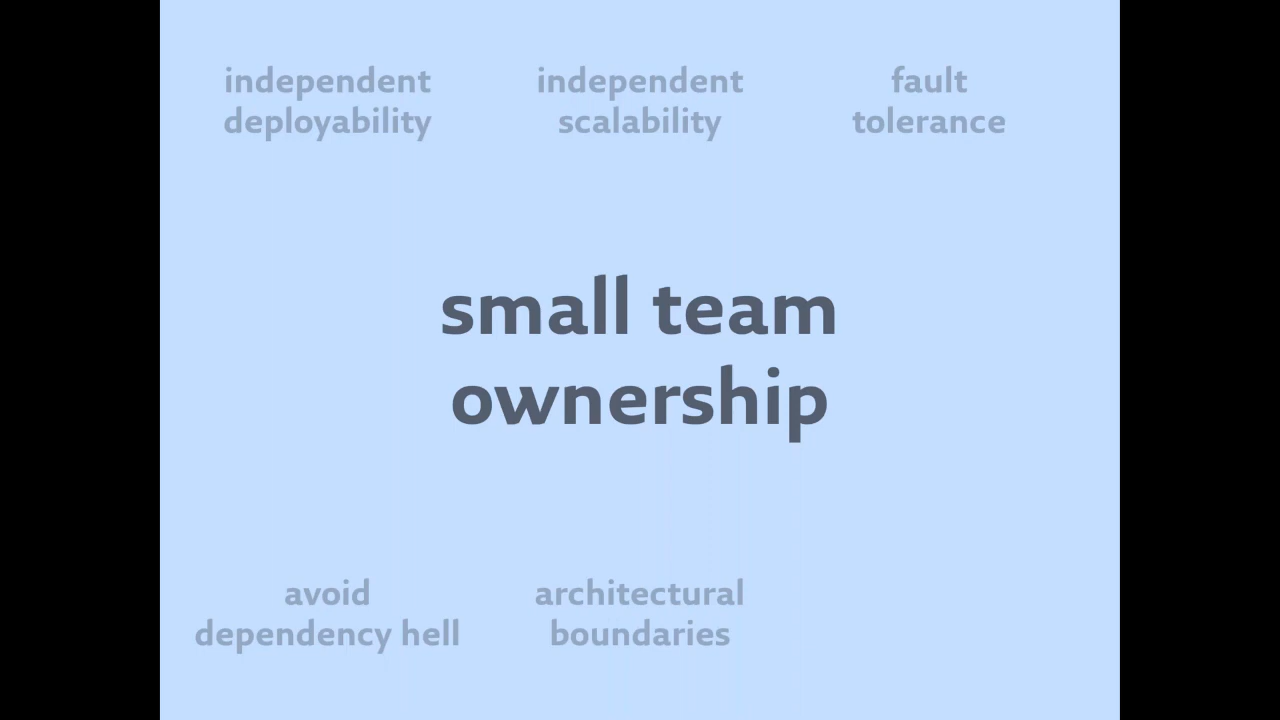 independent
deployability
independent
scalability
fault
tolerance
small team
ownership
avoid
dependency hell
architectural
boundaries